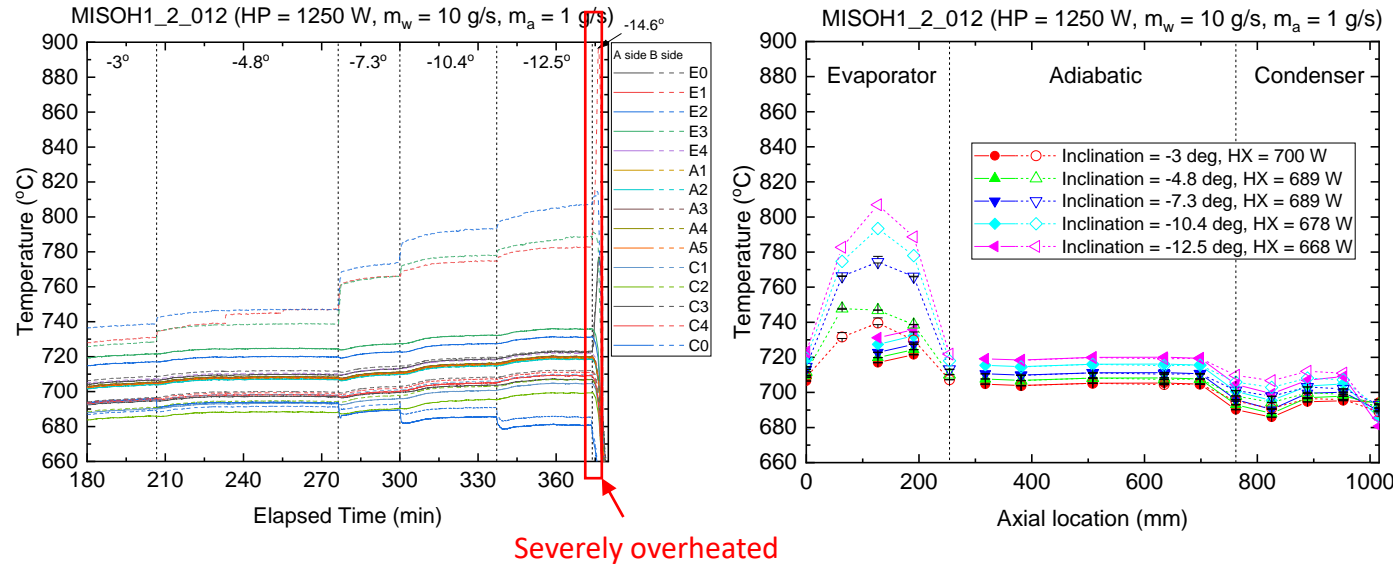 MISOH1_2_012 (HP = 1250 W, m_w = 10 g/s, m_a = 1 g/s)
-14.6°
900
880
860
840
820
800
780
760
740
720
700
680
660
Temperature (°C)
-3°
-4.8°
-7.3°
-10.4°
-12.5°
A side B side
E0
E1
E2
E3
E4
A1
A2
A3
A4
A5
C1
C2
C3
C4
C0
180
210
240
270
300
330
360
Elapsed Time (min)
Severely overheated
MISOH1_2_012 (HP = 1250 W, m_w = 10 g/s, m_a = 1 g/s)
900
880
860
840
820
800
780
760
740
720
700
680
660
Temperature (°C)
Evaporator
Adiabatic
Condenser
Inclination = -3 deg, HX = 700 W
Inclination = -4.8 deg, HX = 689 W
Inclination = -7.3 deg, HX = 689 W
Inclination = -10.4 deg, HX = 678 W
Inclination = -12.5 deg, HX = 668 W
0
200
400
600
800
1000
Axial location (mm)